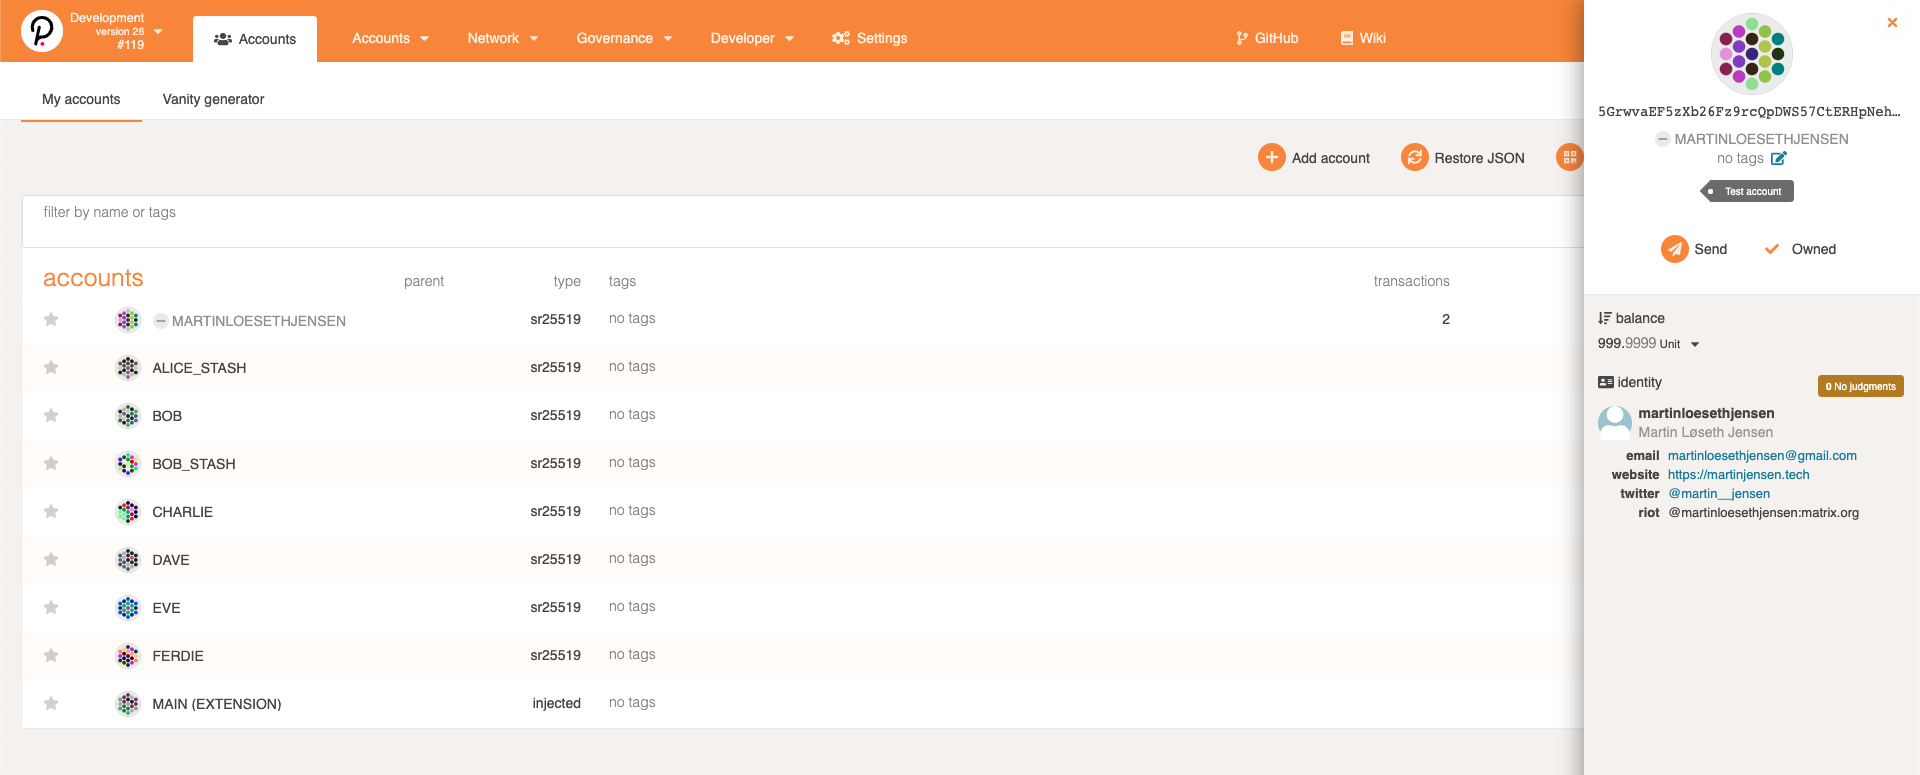 Development
version 26
#119
Accounts
Accounts
Network
Governance
Developer
Settings
GitHub
Wiki
My accounts
Vanity generator
Add account
Restore JSON
filter by name or tags
accounts parent type tags transactions
MARTINLOESETHJENSEN sr25519 no tags 2
ALICE_STASH sr25519 no tags
BOB sr25519 no tags
BOB_STASH sr25519 no tags
CHARLIE sr25519 no tags
DAVE sr25519 no tags
EVE sr25519 no tags
FERDIE sr25519 no tags
MAIN (EXTENSION) injected no tags
5GrwvaEF5zXb26Fz9rcQpDWS57CtERHpNeh…
MARTINLOESETHJENSEN
no tags
Test account
Send
Owned
balance
999.9999 Unit
identity
0 No judgments
martinloesethjensen
Martin Løseth Jensen
email martinloesethjensen@gmail.com
website https://martinjensen.tech
twitter @martin__jensen
riot @martinloesethjensen:matrix.org